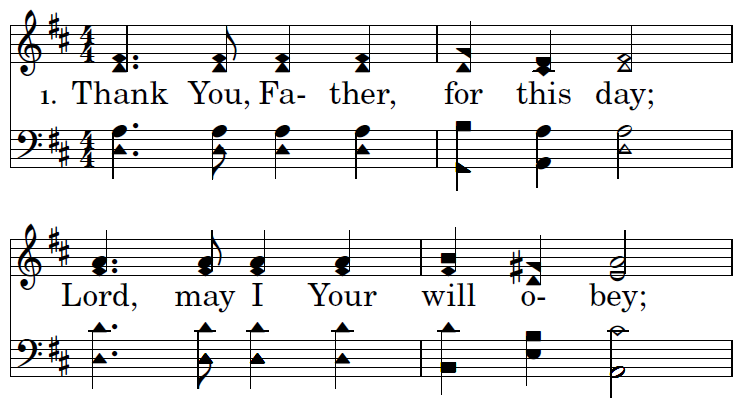 1. Thank You, Fa- ther, for this day;
Lord, may I Your will o- bey;